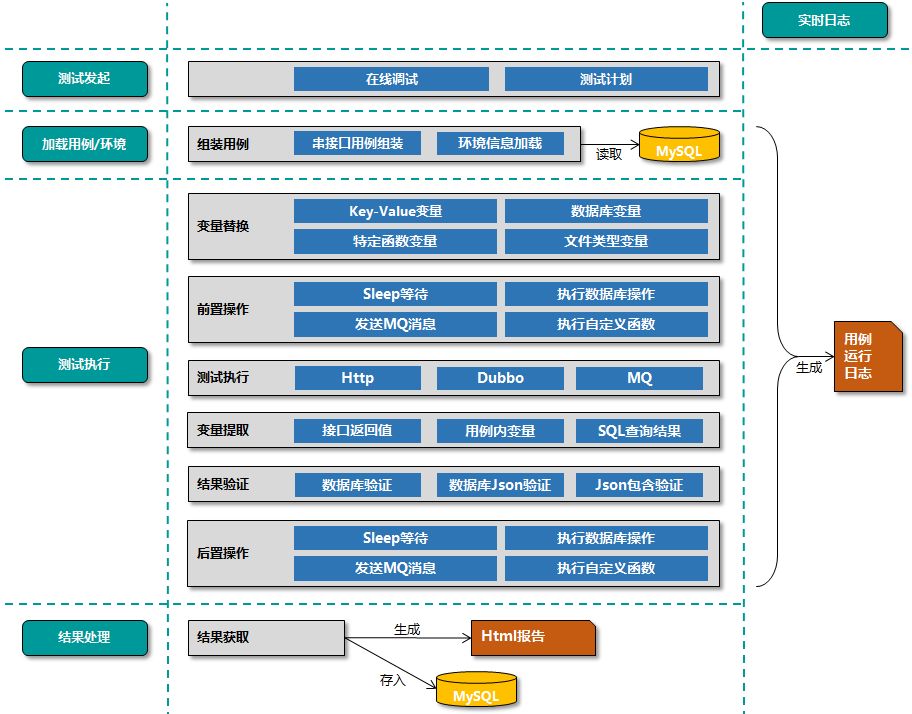 实时日志
测试发起
在线调试
测试计划
加载用例/环境
组装用例
串接口用例组装
环境信息加载
读取
MySQL
变量替换
Key-Value变量
数据库变量
特定函数变量
文件类型变量
前置操作
Sleep等待
执行数据库操作
发送MQ消息
执行自定义函数
测试执行
测试执行
Http
Dubbo
MQ
变量提取
接口返回值
用例内变量
SQL查询结果
结果验证
数据库验证
数据库Json验证
Json包含验证
后置操作
Sleep等待
执行数据库操作
发送MQ消息
执行自定义函数
生成
用例
运行
日志
结果处理
结果获取
生成
Html报告
存入
MySQL